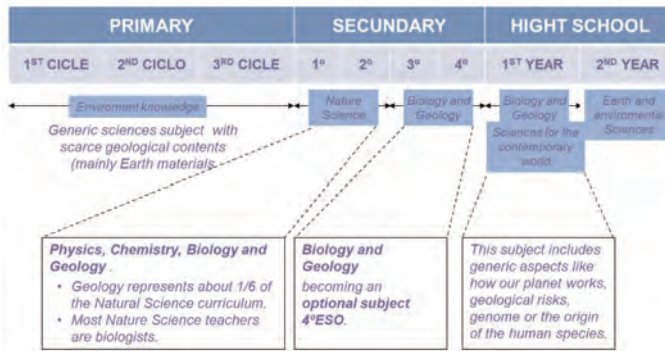 PRIMARY SECUNDARY HIGHT SCHOOL
1ST CICLE 2ND CICLO 3RD CICLE 1º 2º 3º 4º 1ST YEAR 2ND YEAR
Enviroment knowledge
Generic sciences subject with
scarce geological contents
(mainly Earth materials
Nature
Science
Biology and
Geology
Biology and
Geology
Sciences for the
contemporary
world
Earth and
enviromental
Sciences
Physics, Chemistry, Biology and
Geology .
• Geology represents about 1/6 of
the Natural Science curriculum.
• Most Nature Science teachers
are biologists.
Biology and
Geology
becoming an
optional subject
4ºESO.
This subject includes
generic aspects like
how our planet works,
geological risks,
genome or the origin
of the human species.